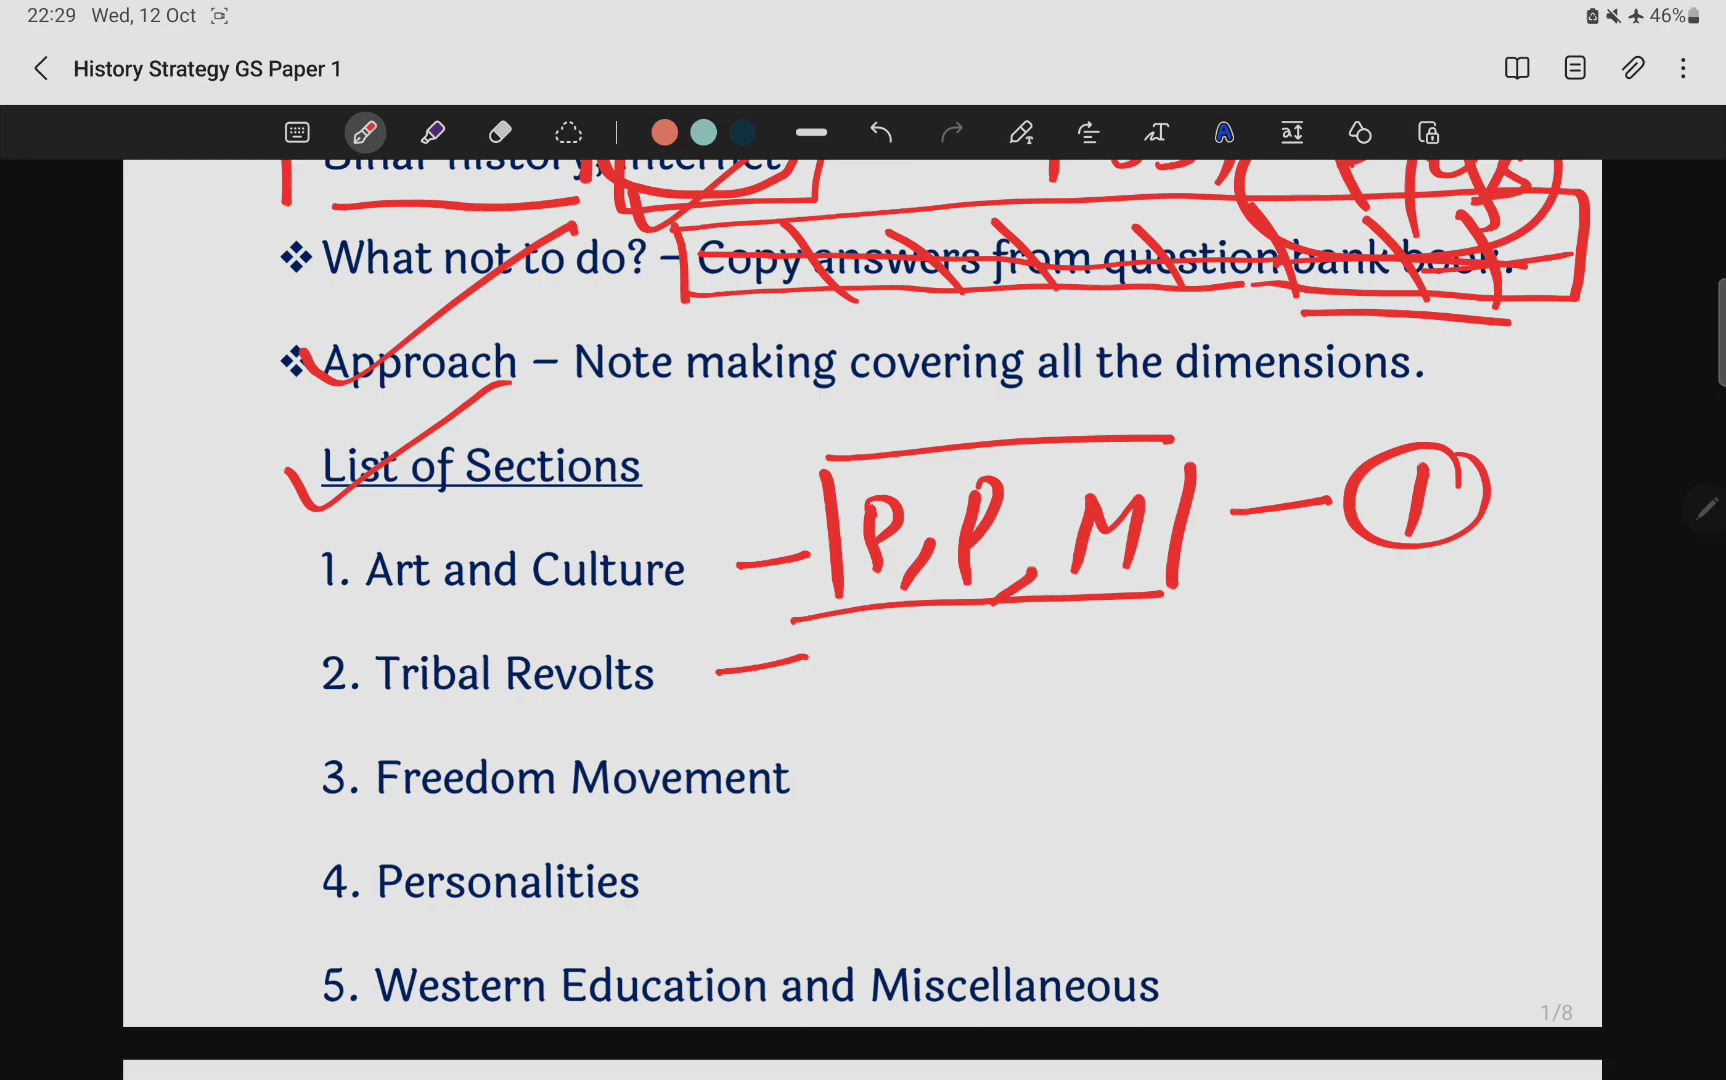 22:29 Wed, 12 Oct 46%
History Strategy GS Paper 1
history, Internet
❖ What not to do? – Copy answers from question bank book.
❖ Approach – Note making covering all the dimensions.
List of Sections
P, P, M — 1
1. Art and Culture
2. Tribal Revolts
3. Freedom Movement
4. Personalities
5. Western Education and Miscellaneous
1/8